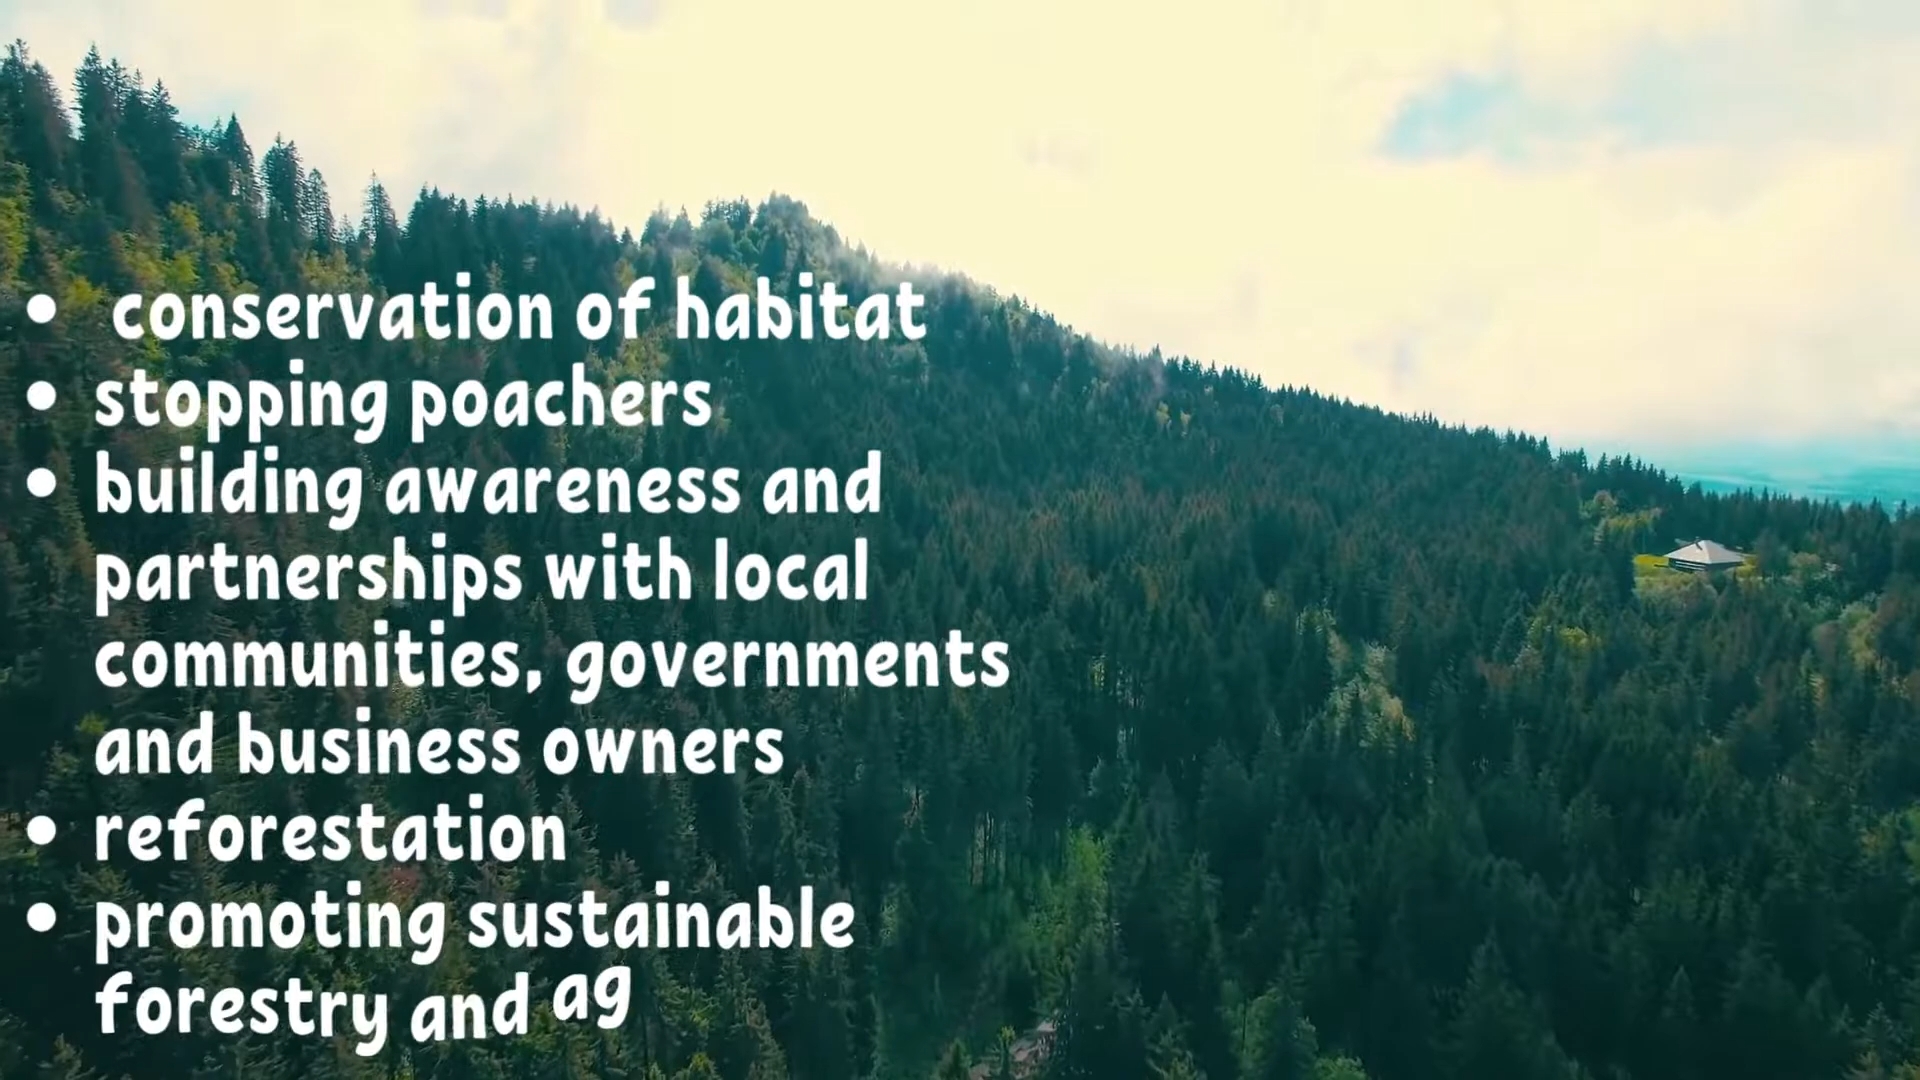 • conservation of habitat
• stopping poachers
• building awareness and
partnerships with local
communities, governments
and business owners
• reforestation
• promoting sustainable
forestry and ag